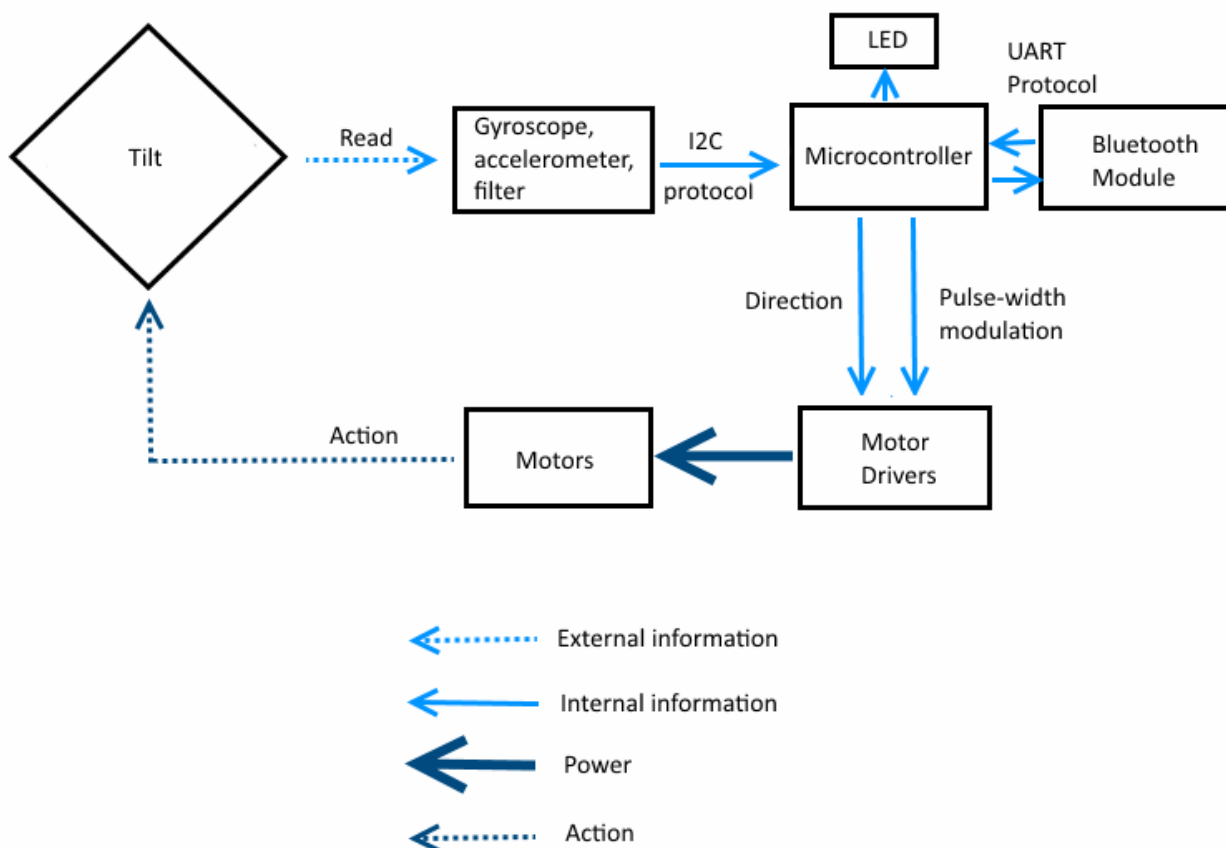 LED
UART
Protocol
Tilt
Read
Gyroscope,
accelerometer,
filter
I2C
protocol
Microcontroller
Bluetooth
Module
Direction
Pulse-width
modulation
Action
Motors
Motor
Drivers
External information
Internal information
Power
Action